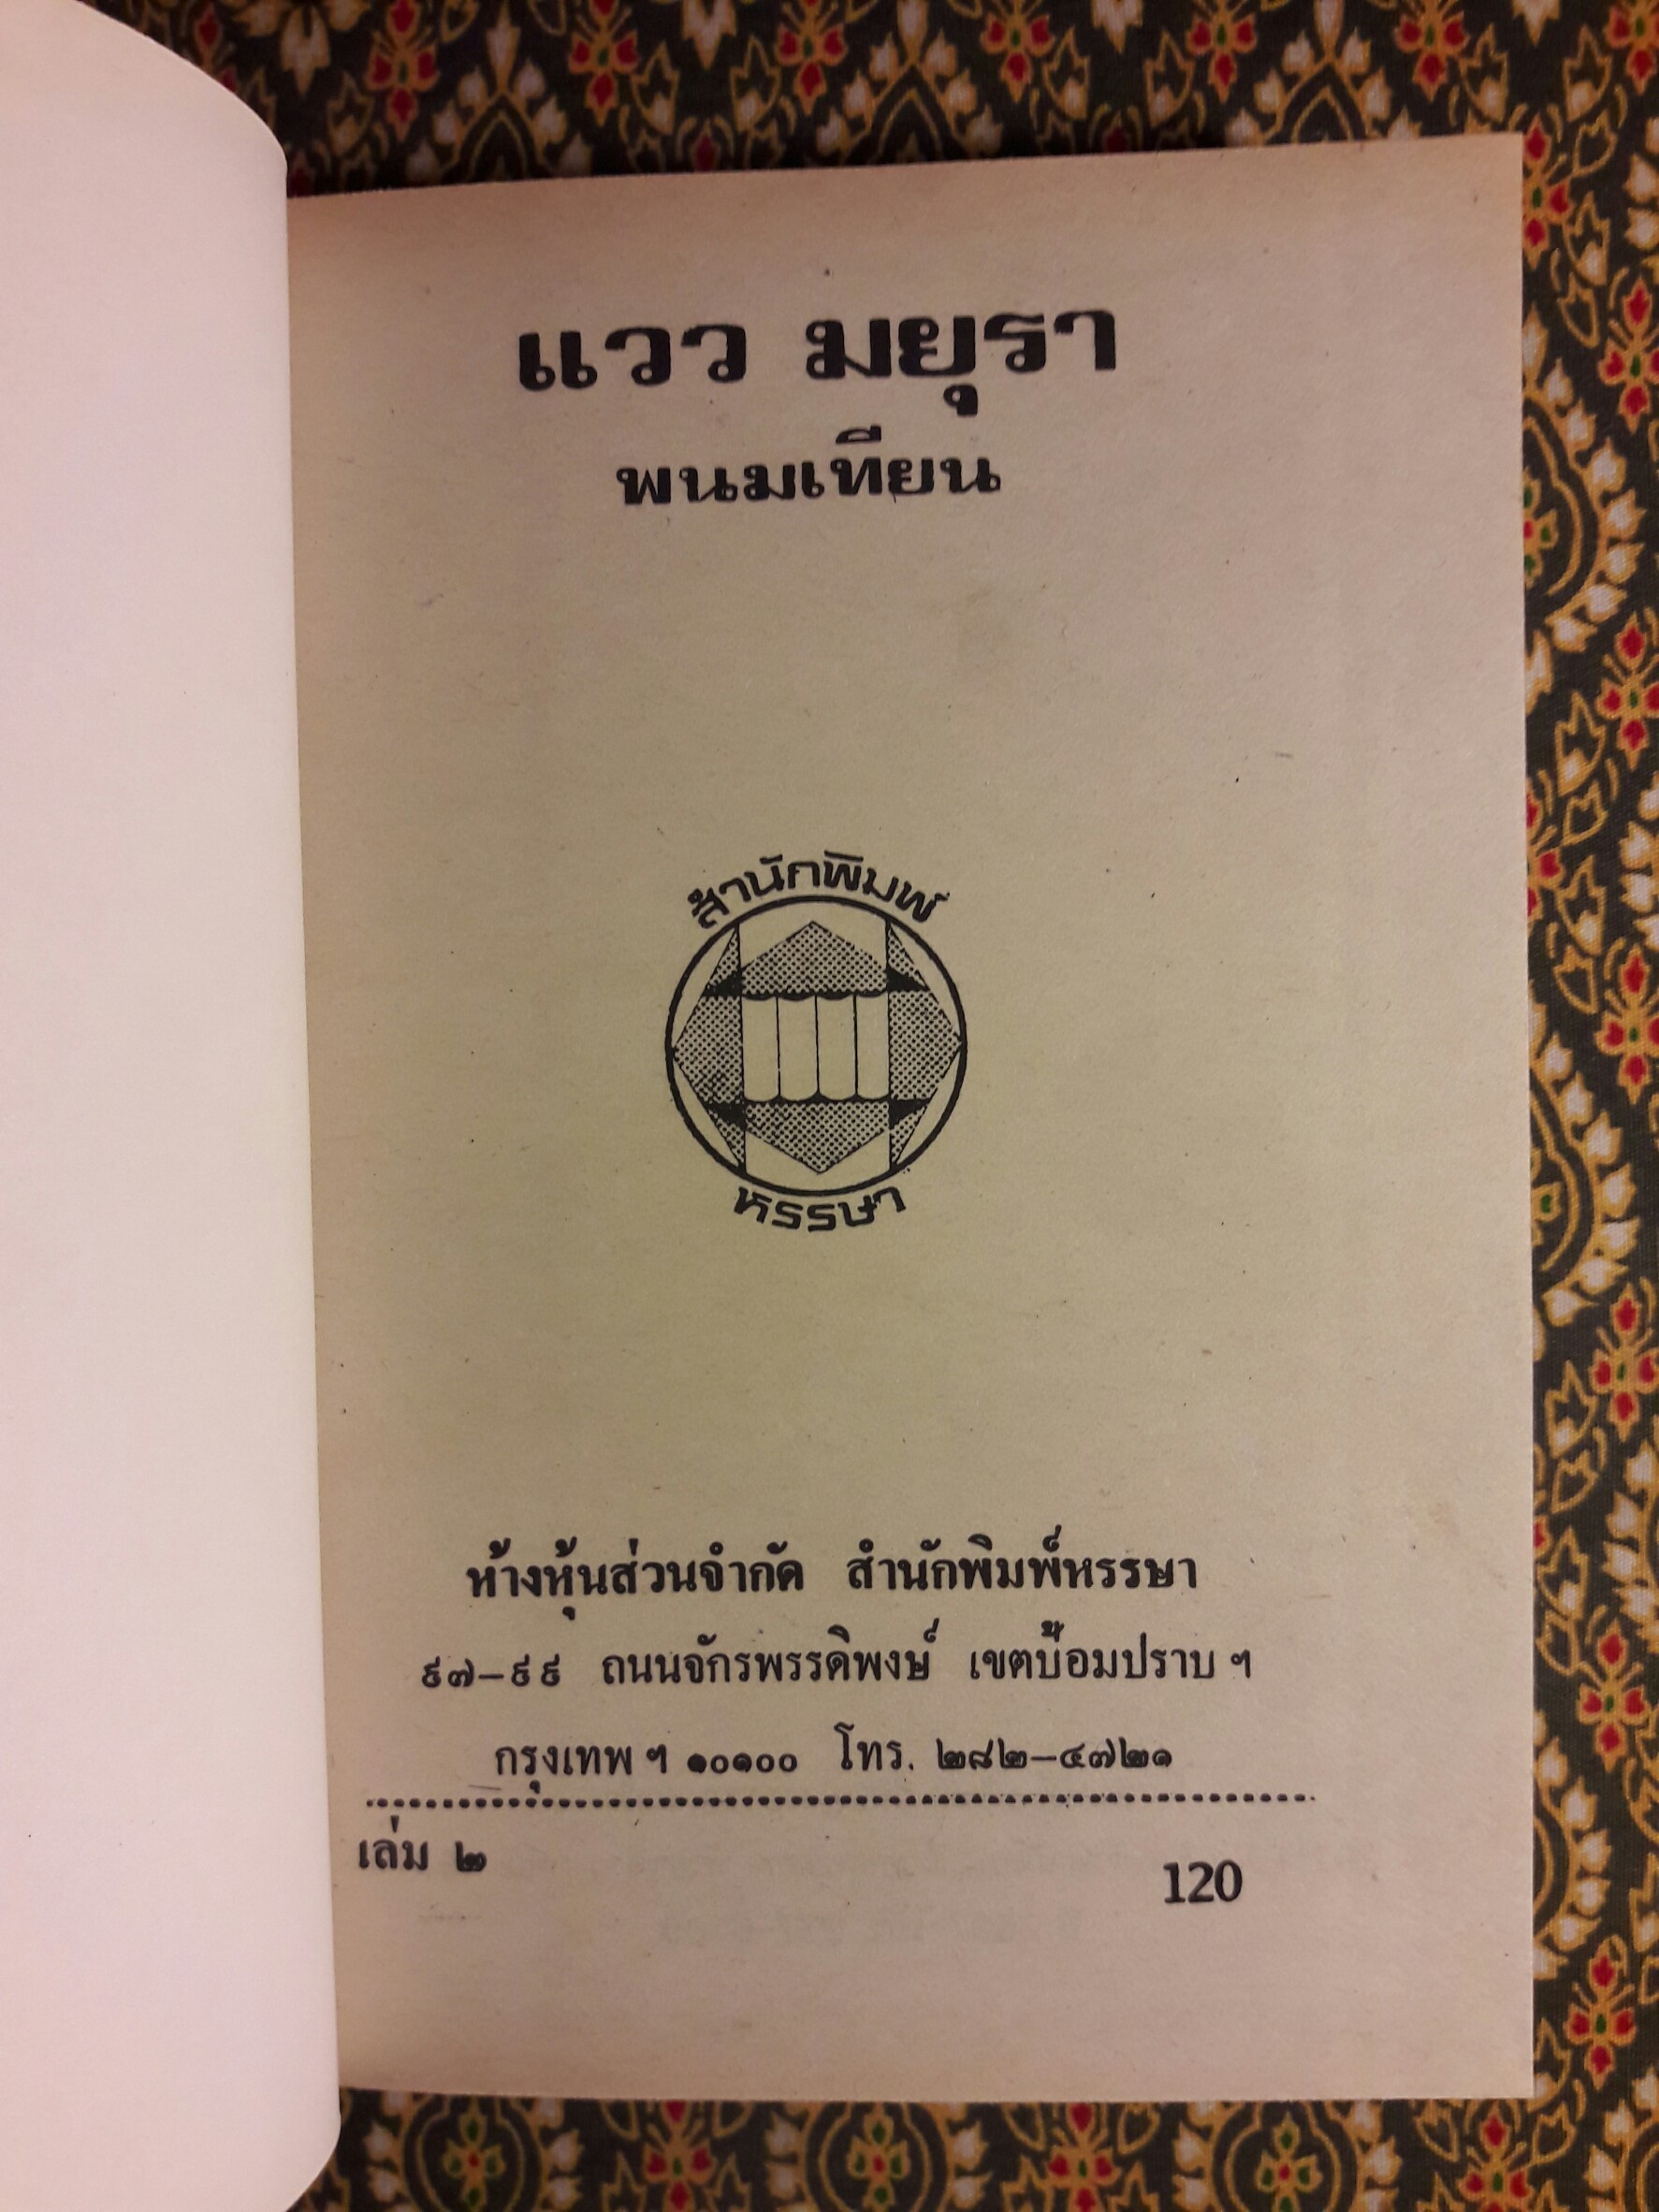 แวว มยุรา
พนมเทียน
สำนักพิมพ์
หรรษา
ห้างหุ้นส่วนจำกัด สำนักพิมพ์หรรษา
๙๗–๙๙ ถนนจักรพรรดิพงษ์ เขตป้อมปราบ ฯ
กรุงเทพ ฯ ๑๐๑๐๐ โทร. ๒๘๒–๔๗๒๑
เล่ม ๒
120